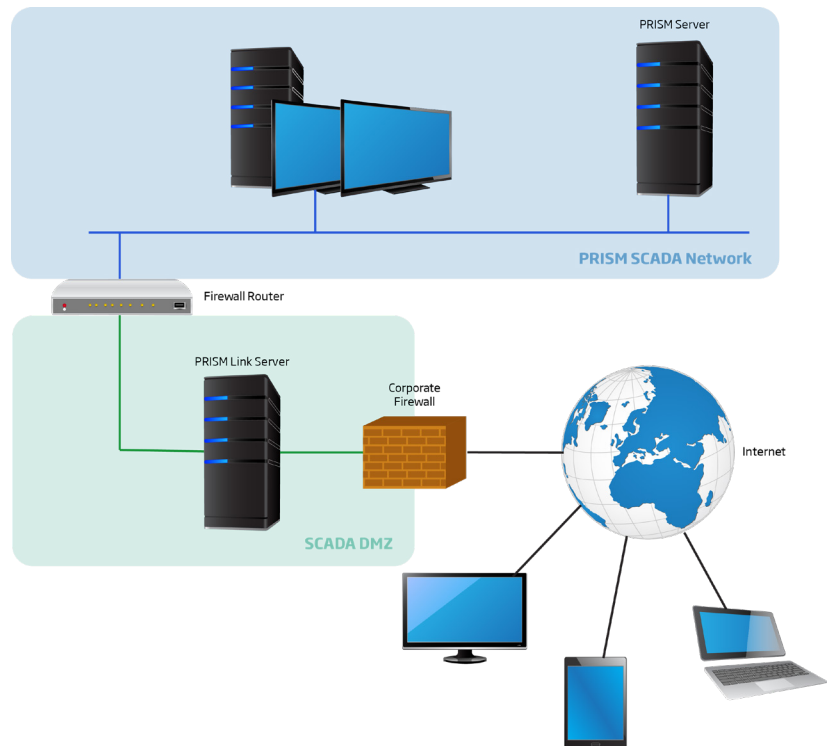 PRISM Server
PRISM SCADA Network
Firewall Router
PRISM Link Server
Corporate
Firewall
Internet
SCADA DMZ